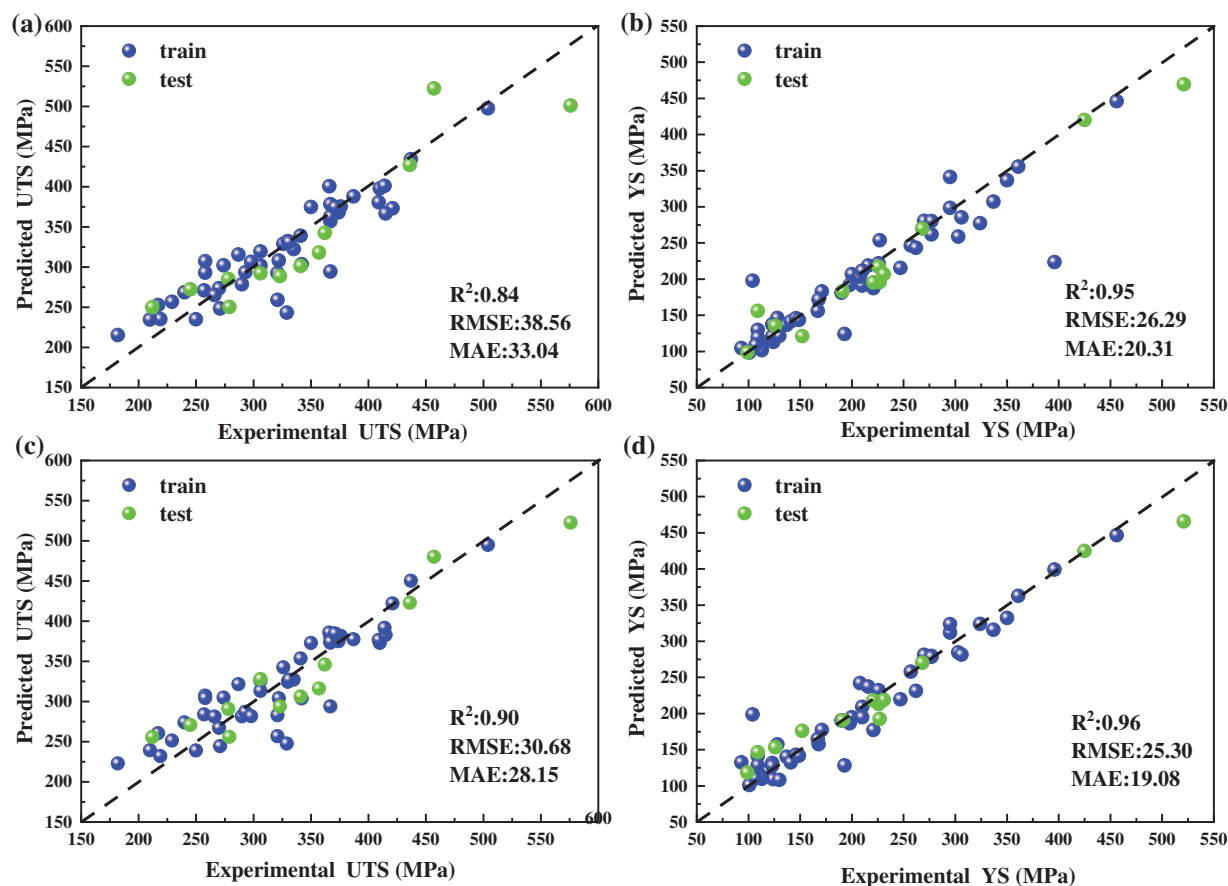 (a)
600
550
500
450
400
350
300
250
200
150
Predicted UTS (MPa)
train
test
R²:0.84
RMSE:38.56
MAE:33.04
150 200 250 300 350 400 450 500 550 600
Experimental UTS (MPa)
(b)
550
500
450
400
350
300
250
200
150
100
50
Predicted YS (MPa)
train
test
R²:0.95
RMSE:26.29
MAE:20.31
50 100 150 200 250 300 350 400 450 500 550
Experimental YS (MPa)
(c)
600
550
500
450
400
350
300
250
200
150
Predicted UTS (MPa)
train
test
R²:0.90
RMSE:30.68
MAE:28.15
150 200 250 300 350 400 450 500 550 600
Experimental UTS (MPa)
(d)
550
500
450
400
350
300
250
200
150
100
50
Predicted YS (MPa)
train
test
R²:0.96
RMSE:25.30
MAE:19.08
50 100 150 200 250 300 350 400 450 500 550
Experimental YS (MPa)